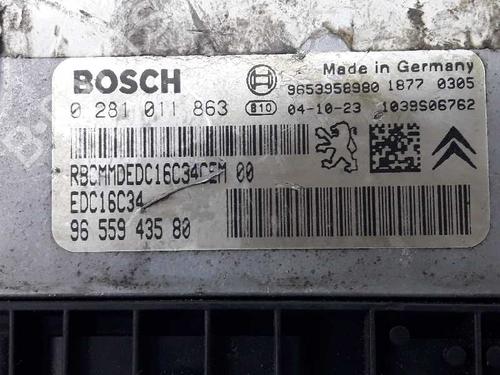 BOSCH
Made in Germany
9653958980 1877 0305
0 281 011 863
810 04-10-23 1039S06762
RBCMMDEDC16C34CEM 00
EDC16C34
96 559 435 80